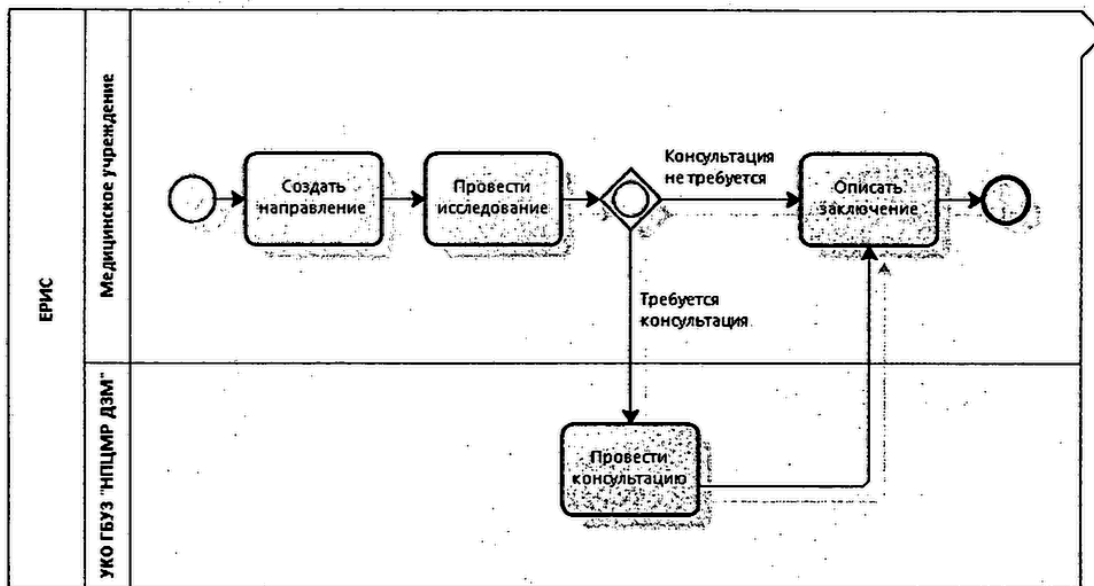 ЕРИС
Медицинское учреждение
Создать
направление
Провести
исследование
Консультация
не требуется
Описать
заключение
Требуется
консультация
УКО ГБУЗ "НПЦМР ДЗМ"
Провести
консультацию